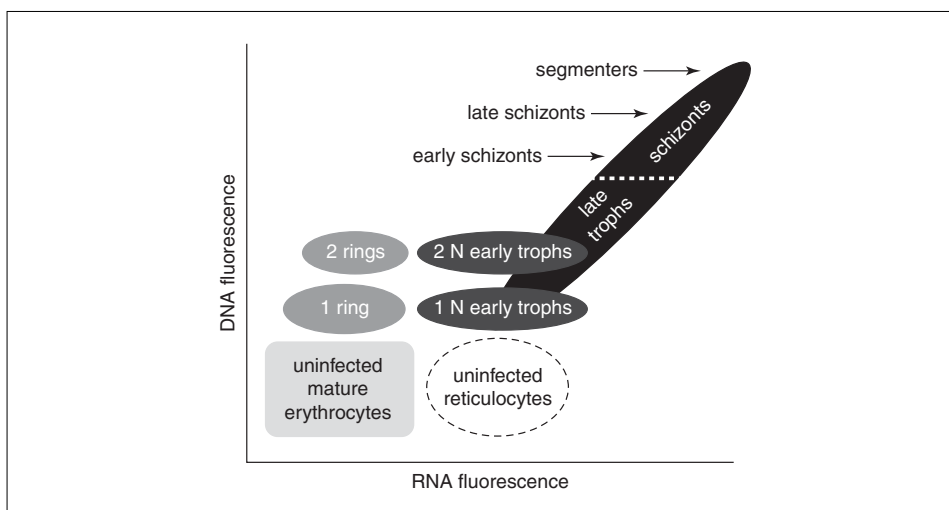 segmenters
late schizonts
early schizonts
schizonts
late
trophs
2 rings
2 N early trophs
1 ring
1 N early trophs
uninfected
mature
erythrocytes
uninfected
reticulocytes
DNA fluorescence
RNA fluorescence